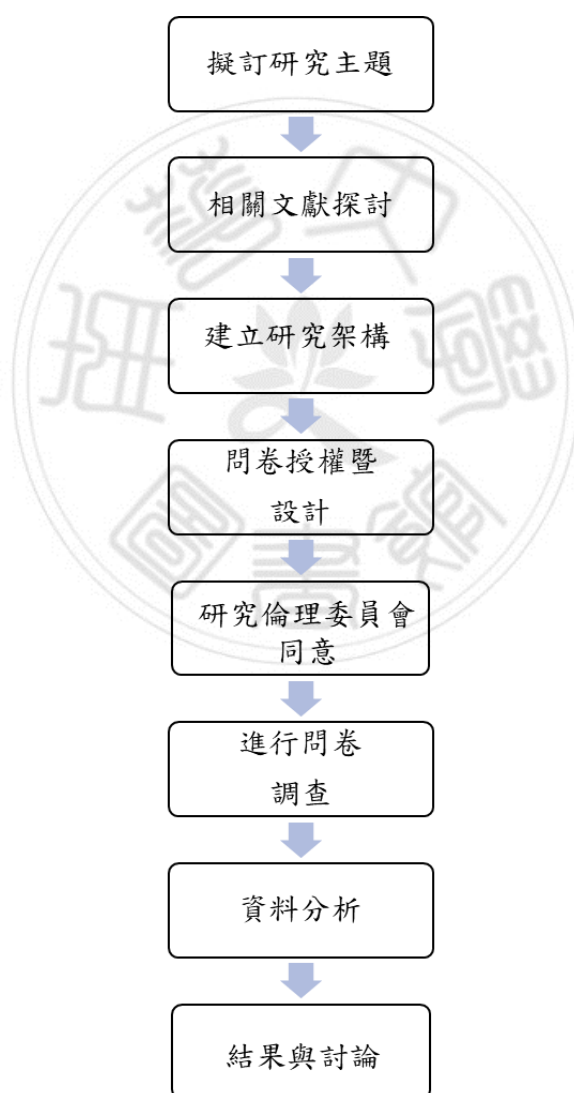 擬訂研究主題
相關文獻探討
建立研究架構
問卷授權暨
設計
研究倫理委員會
同意
進行問卷
調查
資料分析
結果與討論